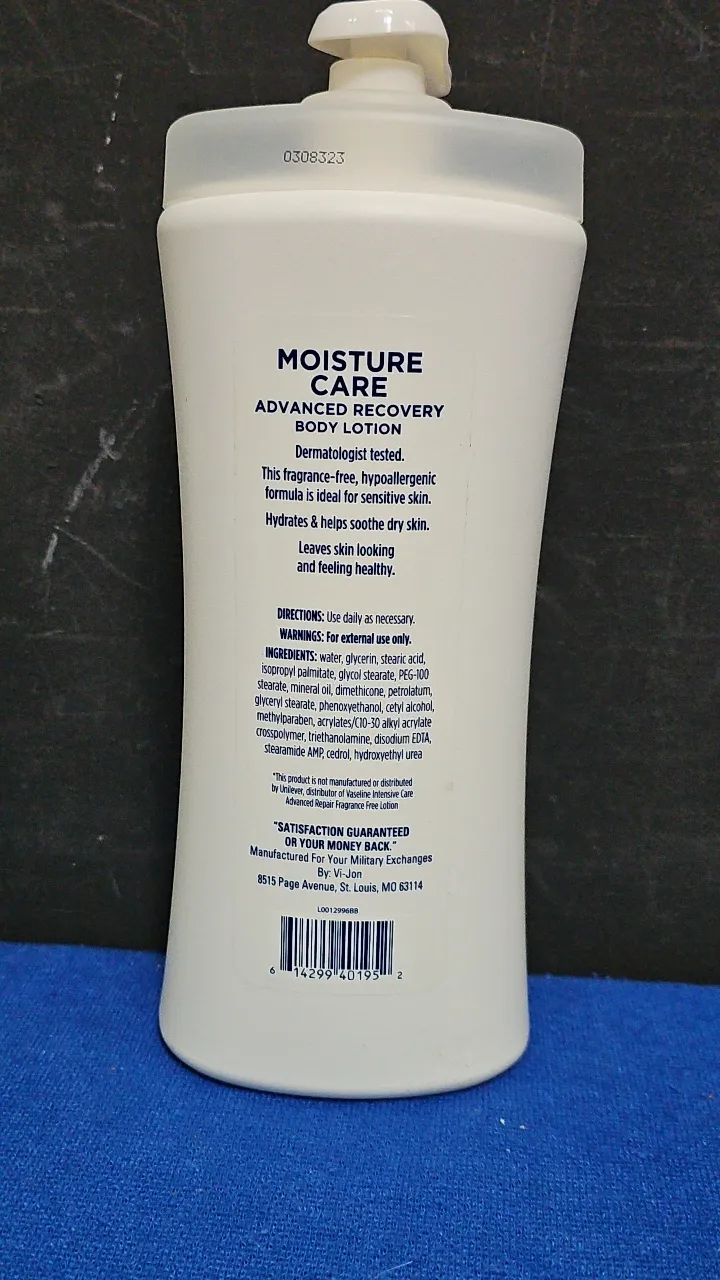 0308323
MOISTURE
CARE
ADVANCED RECOVERY
BODY LOTION
Dermatologist tested.
This fragrance-free, hypoallergenic
formula is ideal for sensitive skin.
Hydrates & helps soothe dry skin.
Leaves skin looking
and feeling healthy.
DIRECTIONS: Use daily as necessary.
WARNINGS: For external use only.
INGREDIENTS: water, glycerin, stearic acid,
isopropyl palmitate, glycol stearate, PEG-100
stearate, mineral oil, dimethicone, petrolatum,
glyceryl stearate, phenoxyethanol, cetyl alcohol,
methylparaben, acrylates/C10-30 alkyl acrylate
crosspolymer, triethanolamine, disodium EDTA,
stearamide AMP, cedrol, hydroxyethyl urea
*This product is not manufactured or distributed
by Unilever, distributor of Vaseline Intensive Care
Advanced Repair Fragrance Free Lotion
"SATISFACTION GUARANTEED
OR YOUR MONEY BACK."
Manufactured For Your Military Exchanges
By: Vi-Jon
8515 Page Avenue, St. Louis, MO 63114
L0012996BB
6 14299 40195 2